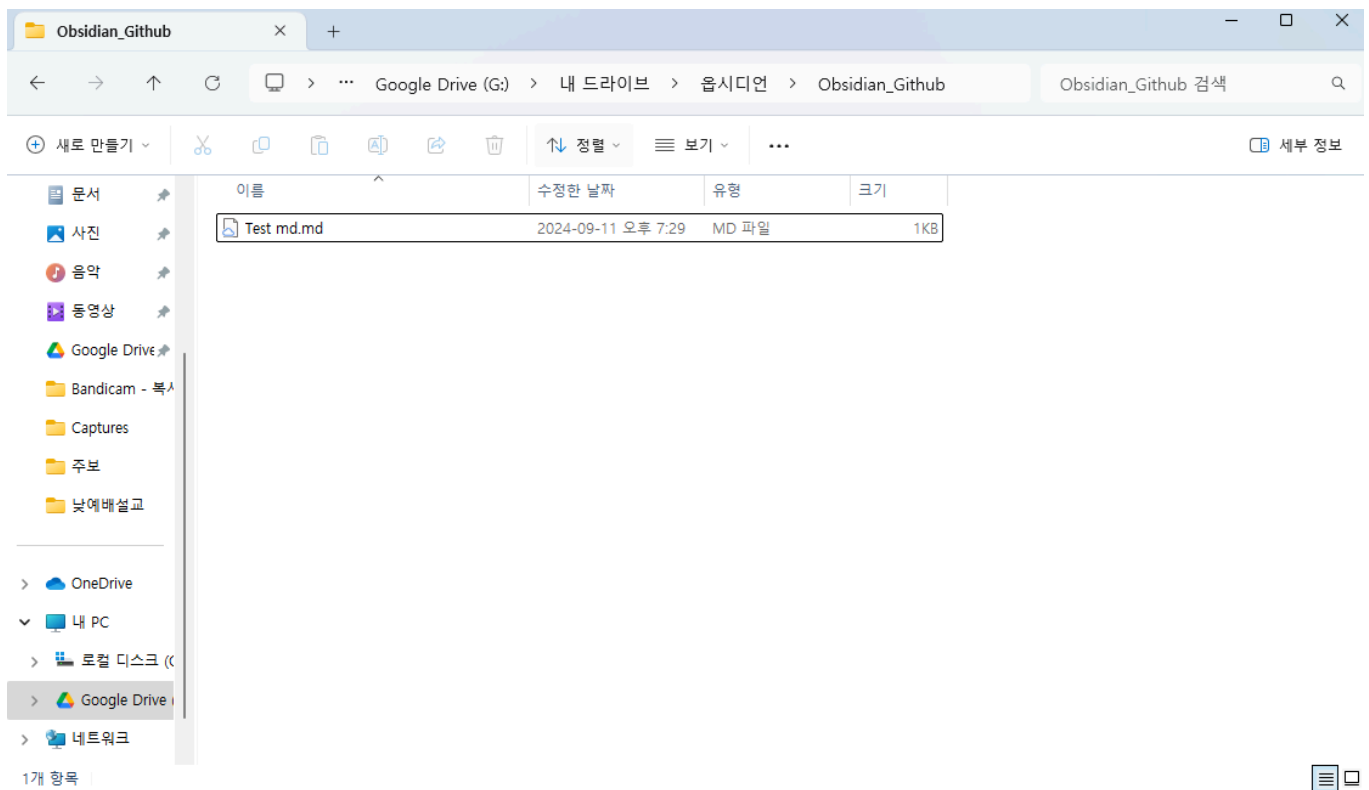 Obsidian_Github
Google Drive (G:) > 내 드라이브 > 옵시디언 > Obsidian_Github
Obsidian_Github 검색
새로 만들기
정렬
보기
세부 정보
이름
수정한 날짜
유형
크기
Test md.md
2024-09-11 오후 7:29
MD 파일
1KB
문서
사진
음악
동영상
Google Drive
Bandicam - 복
Captures
주보
낮예배설교
OneDrive
내 PC
로컬 디스크 (C
Google Drive (
네트워크
1개 항목